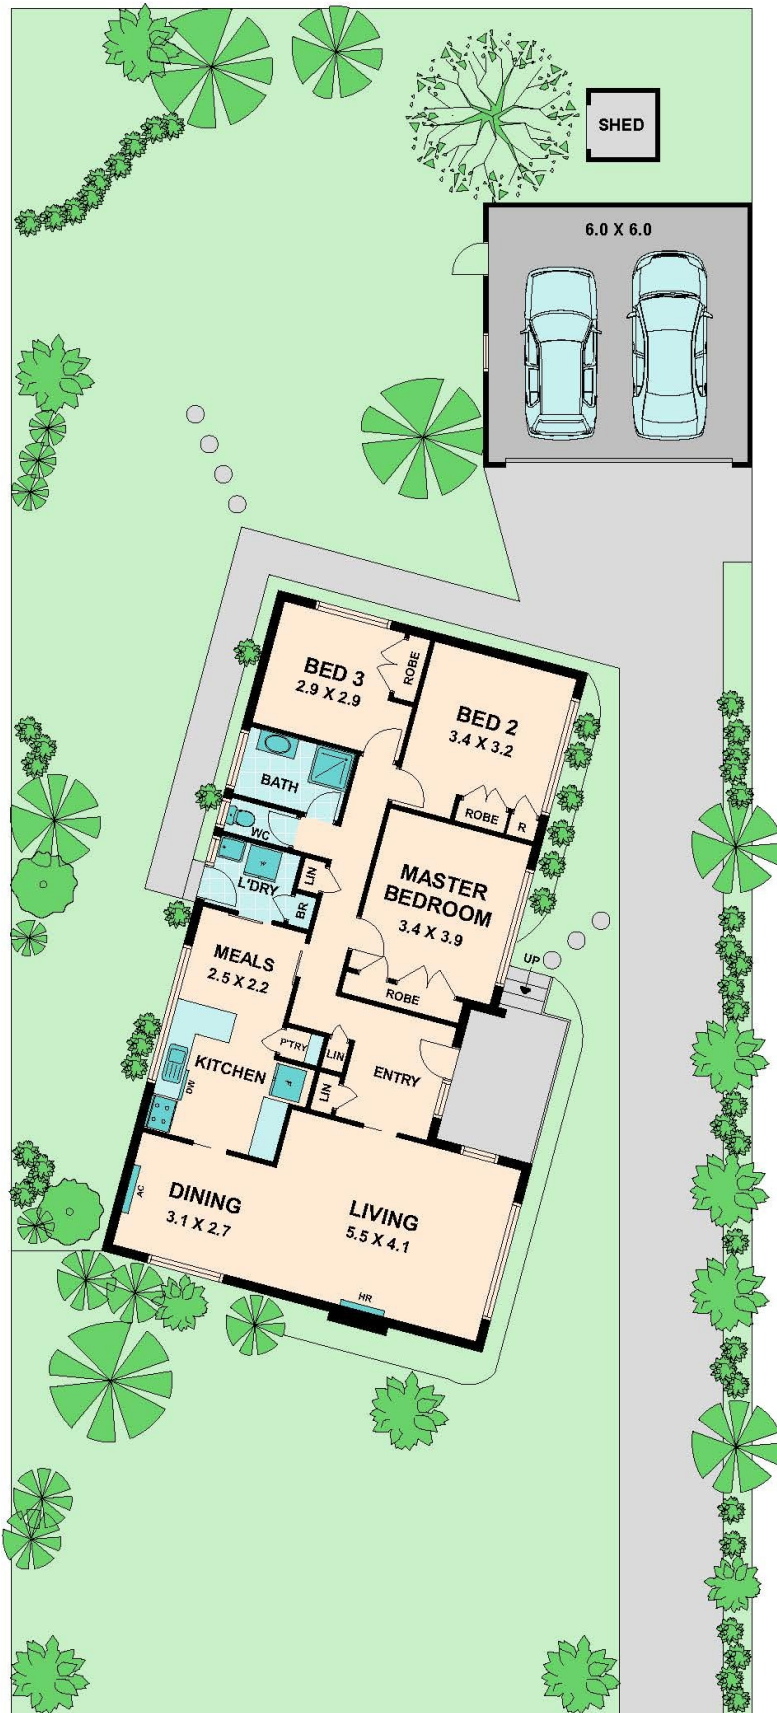 SHED
6.0 X 6.0
BED 3
2.9 X 2.9
ROBE
BED 2
3.4 X 3.2
ROBE
R
BATH
WC
L'DRY
LIN
BR
MASTER
BEDROOM
3.4 X 3.9
ROBE
UP
MEALS
2.5 X 2.2
P'TRY
LIN
KITCHEN
DW
F
LIN
ENTRY
DINING
3.1 X 2.7
AC
LIVING
5.5 X 4.1
HR